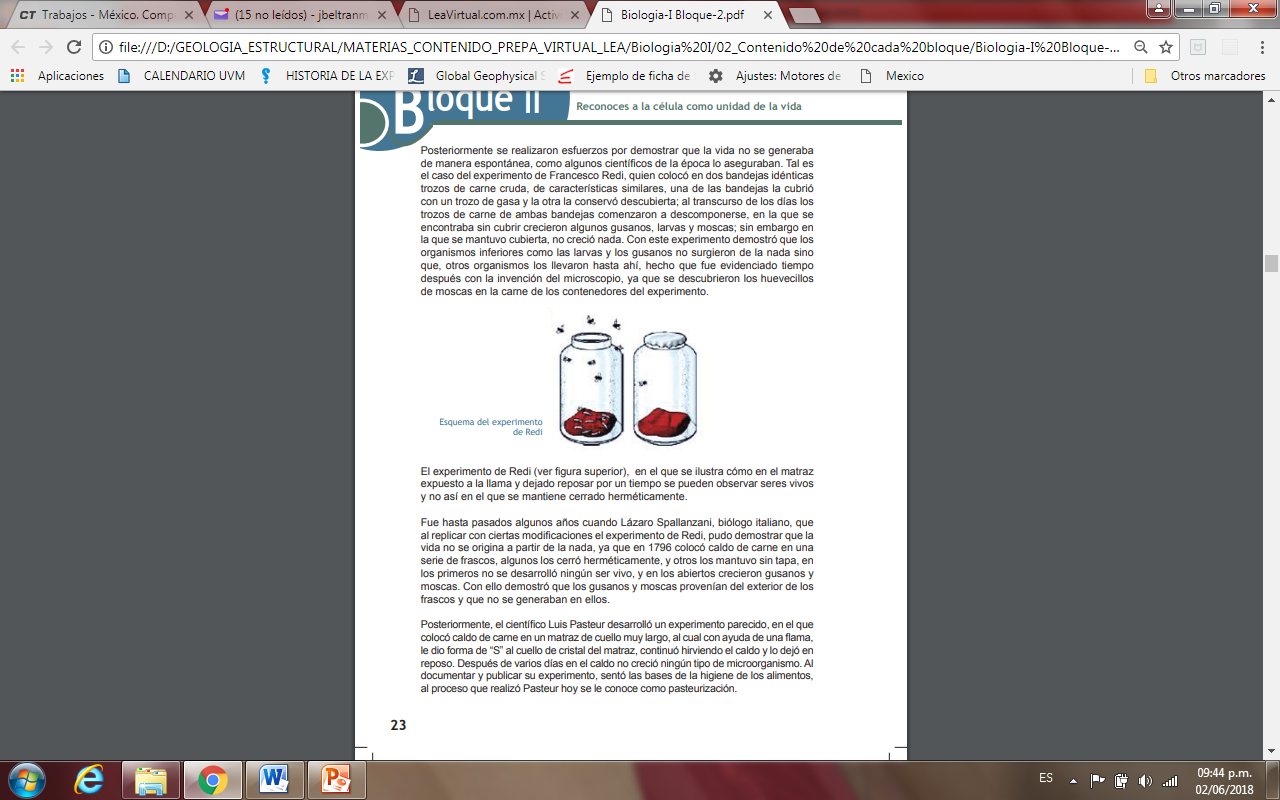 CT Trabajos - México. Comp
(15 no leídos) - jbeltranm
LeaVirtual.com.mx | Activ
Biologia-I Bloque-2.pdf
file:///D:/GEOLOGIA_ESTRUCTURAL/MATERIAS_CONTENIDO_PREPA_VIRTUAL_LEA/Biologia%20I/02_Contenido%20de%20cada%20bloque/Biologia-I%20Bloque-...
Aplicaciones
CALENDARIO UVM
HISTORIA DE LA EXP
Global Geophysical S
Ejemplo de ficha de
Ajustes: Motores de
Mexico
Otros marcadores
Bloque II
Reconoces a la célula como unidad de la vida
Posteriormente se realizaron esfuerzos por demostrar que la vida no se generaba
de manera espontánea, como algunos científicos de la época lo aseguraban. Tal es
el caso del experimento de Francesco Redi, quien colocó en dos bandejas idénticas
trozos de carne cruda, de características similares, una de las bandejas la cubrió
con un trozo de gasa y la otra la conservó descubierta; al transcurso de los días los
trozos de carne de ambas bandejas comenzaron a descomponerse, en la que se
encontraba sin cubrir crecieron algunos gusanos, larvas y moscas; sin embargo en
la que se mantuvo cubierta, no creció nada. Con este experimento demostró que los
organismos inferiores como las larvas y los gusanos no surgieron de la nada sino
que, otros organismos los llevaron hasta ahí, hecho que fue evidenciado tiempo
después con la invención del microscopio, ya que se descubrieron los huevecillos
de moscas en la carne de los contenedores del experimento.
Esquema del experimento
de Redi
El experimento de Redi (ver figura superior), en el que se ilustra cómo en el matraz
expuesto a la llama y dejado reposar por un tiempo se pueden observar seres vivos
y no así en el que se mantiene cerrado herméticamente.
Fue hasta pasados algunos años cuando Lázaro Spallanzani, biólogo italiano, que
al replicar con ciertas modificaciones el experimento de Redi, pudo demostrar que la
vida no se origina a partir de la nada, ya que en 1796 colocó caldo de carne en una
serie de frascos, algunos los cerró herméticamente, y otros los mantuvo sin tapa, en
los primeros no se desarrolló ningún ser vivo, y en los abiertos crecieron gusanos y
moscas. Con ello demostró que los gusanos y moscas provenían del exterior de los
frascos y que no se generaban en ellos.
Posteriormente, el científico Luis Pasteur desarrolló un experimento parecido, en el que
colocó caldo de carne en un matraz de cuello muy largo, al cual con ayuda de una flama,
le dio forma de “S” al cuello de cristal del matraz, continuó hirviendo el caldo y lo dejó en
reposo. Después de varios días en el caldo no creció ningún tipo de microorganismo. Al
documentar y publicar su experimento, sentó las bases de la higiene de los alimentos,
al proceso que realizó Pasteur hoy se le conoce como pasteurización.
23
ES
09:44 p.m.
02/06/2018